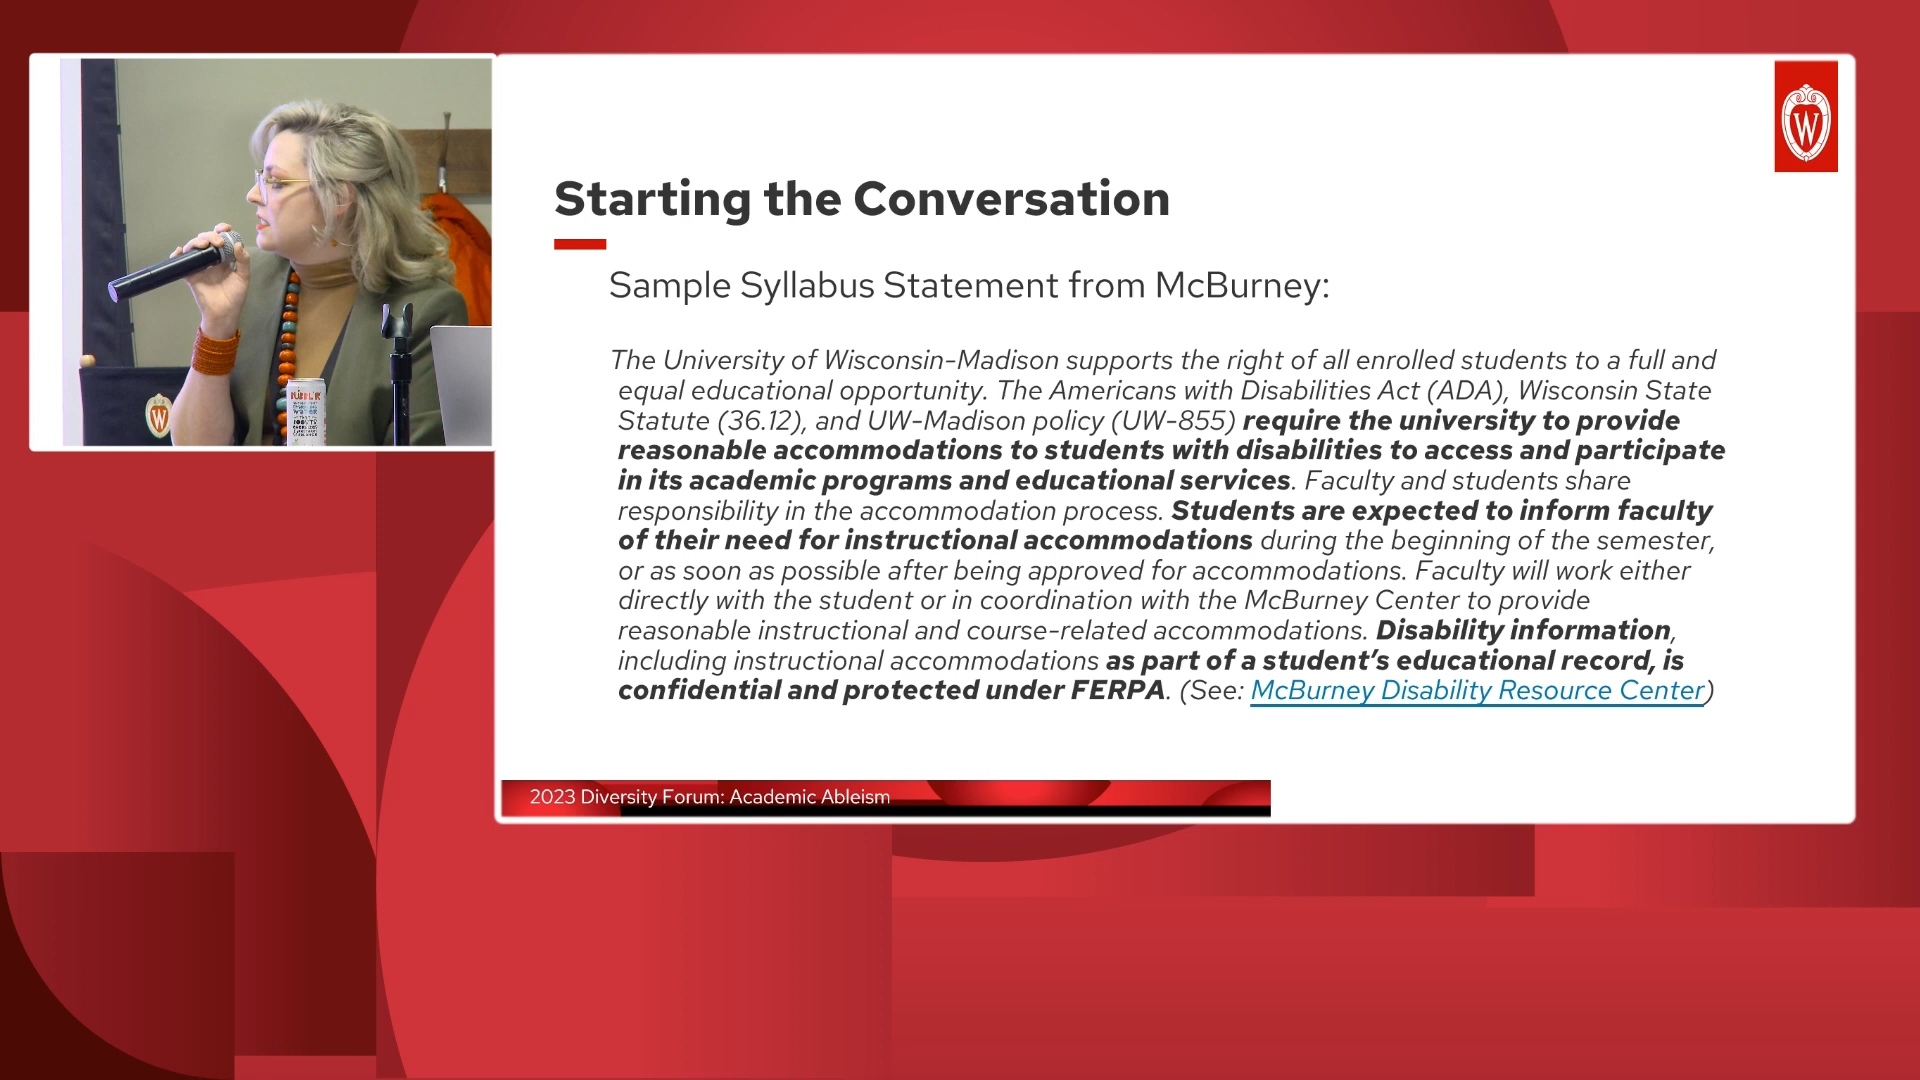 W
Starting the Conversation
Sample Syllabus Statement from McBurney:
The University of Wisconsin-Madison supports the right of all enrolled students to a full and
equal educational opportunity. The Americans with Disabilities Act (ADA), Wisconsin State
Statute (36.12), and UW-Madison policy (UW-855) require the university to provide
reasonable accommodations to students with disabilities to access and participate
in its academic programs and educational services. Faculty and students share
responsibility in the accommodation process. Students are expected to inform faculty
of their need for instructional accommodations during the beginning of the semester,
or as soon as possible after being approved for accommodations. Faculty will work either
directly with the student or in coordination with the McBurney Center to provide
reasonable instructional and course-related accommodations. Disability information,
including instructional accommodations as part of a student’s educational record, is
confidential and protected under FERPA. (See: McBurney Disability Resource Center)
2023 Diversity Forum: Academic Ableism
W